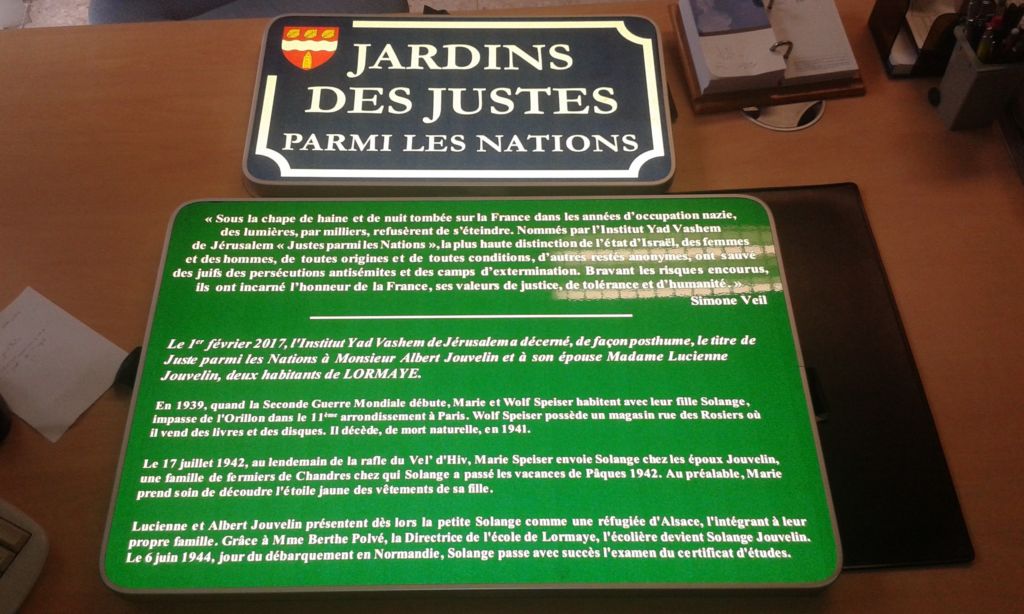 JARDINS
DES JUSTES
PARMI LES NATIONS
« Sous la chape de haine et de nuit tombée sur la France dans les années d'occupation nazie,
des lumières, par milliers, refusèrent de s'éteindre. Nommés par l'Institut Yad Vashem
de Jérusalem « Justes parmi les Nations », la plus haute distinction de l'état d'Israël, des femmes
et des hommes, de toutes origines et de toutes conditions, d'autres restés anonymes, ont sauvé
des juifs des persécutions antisémites et des camps d'extermination. Bravant les risques encourus,
ils ont incarné l'honneur de la France, ses valeurs de justice, de tolérance et d'humanité. »
Simone Veil
Le 1er février 2017, l'Institut Yad Vashem de Jérusalem a décerné, de façon posthume, le titre de
Juste parmi les Nations à Monsieur Albert Jouvelin et à son épouse Madame Lucienne
Jouvelin, deux habitants de LORMAYE.
En 1939, quand la Seconde Guerre Mondiale débute, Marie et Wolf Speiser habitent avec leur fille Solange,
impasse de l'Orillon dans le 11ème arrondissement à Paris. Wolf Speiser possède un magasin rue des Rosiers où
il vend des livres et des disques. Il décède, de mort naturelle, en 1941.
Le 17 juillet 1942, au lendemain de la rafle du Vel' d'Hiv, Marie Speiser envoie Solange chez les époux Jouvelin,
une famille de fermiers de Chandres chez qui Solange a passé les vacances de Pâques 1942. Au préalable, Marie
prend soin de découdre l'étoile jaune des vêtements de sa fille.
Lucienne et Albert Jouvelin présentent dès lors la petite Solange comme une réfugiée d'Alsace, l'intégrant à leur
propre famille. Grâce à Mme Berthe Polvé, la Directrice de l'école de Lormaye, l'écolière devient Solange Jouvelin.
Le 6 juin 1944, jour du débarquement en Normandie, Solange passe avec succès l'examen du certificat d'études.